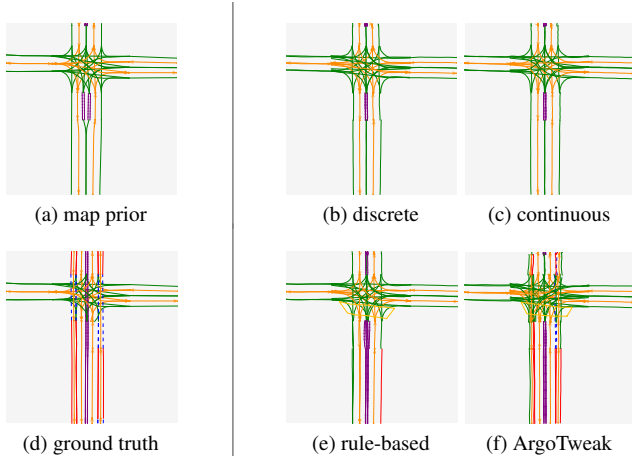 (a) map prior
(b) discrete
(c) continuous
(d) ground truth
(e) rule-based
(f) ArgoTweak